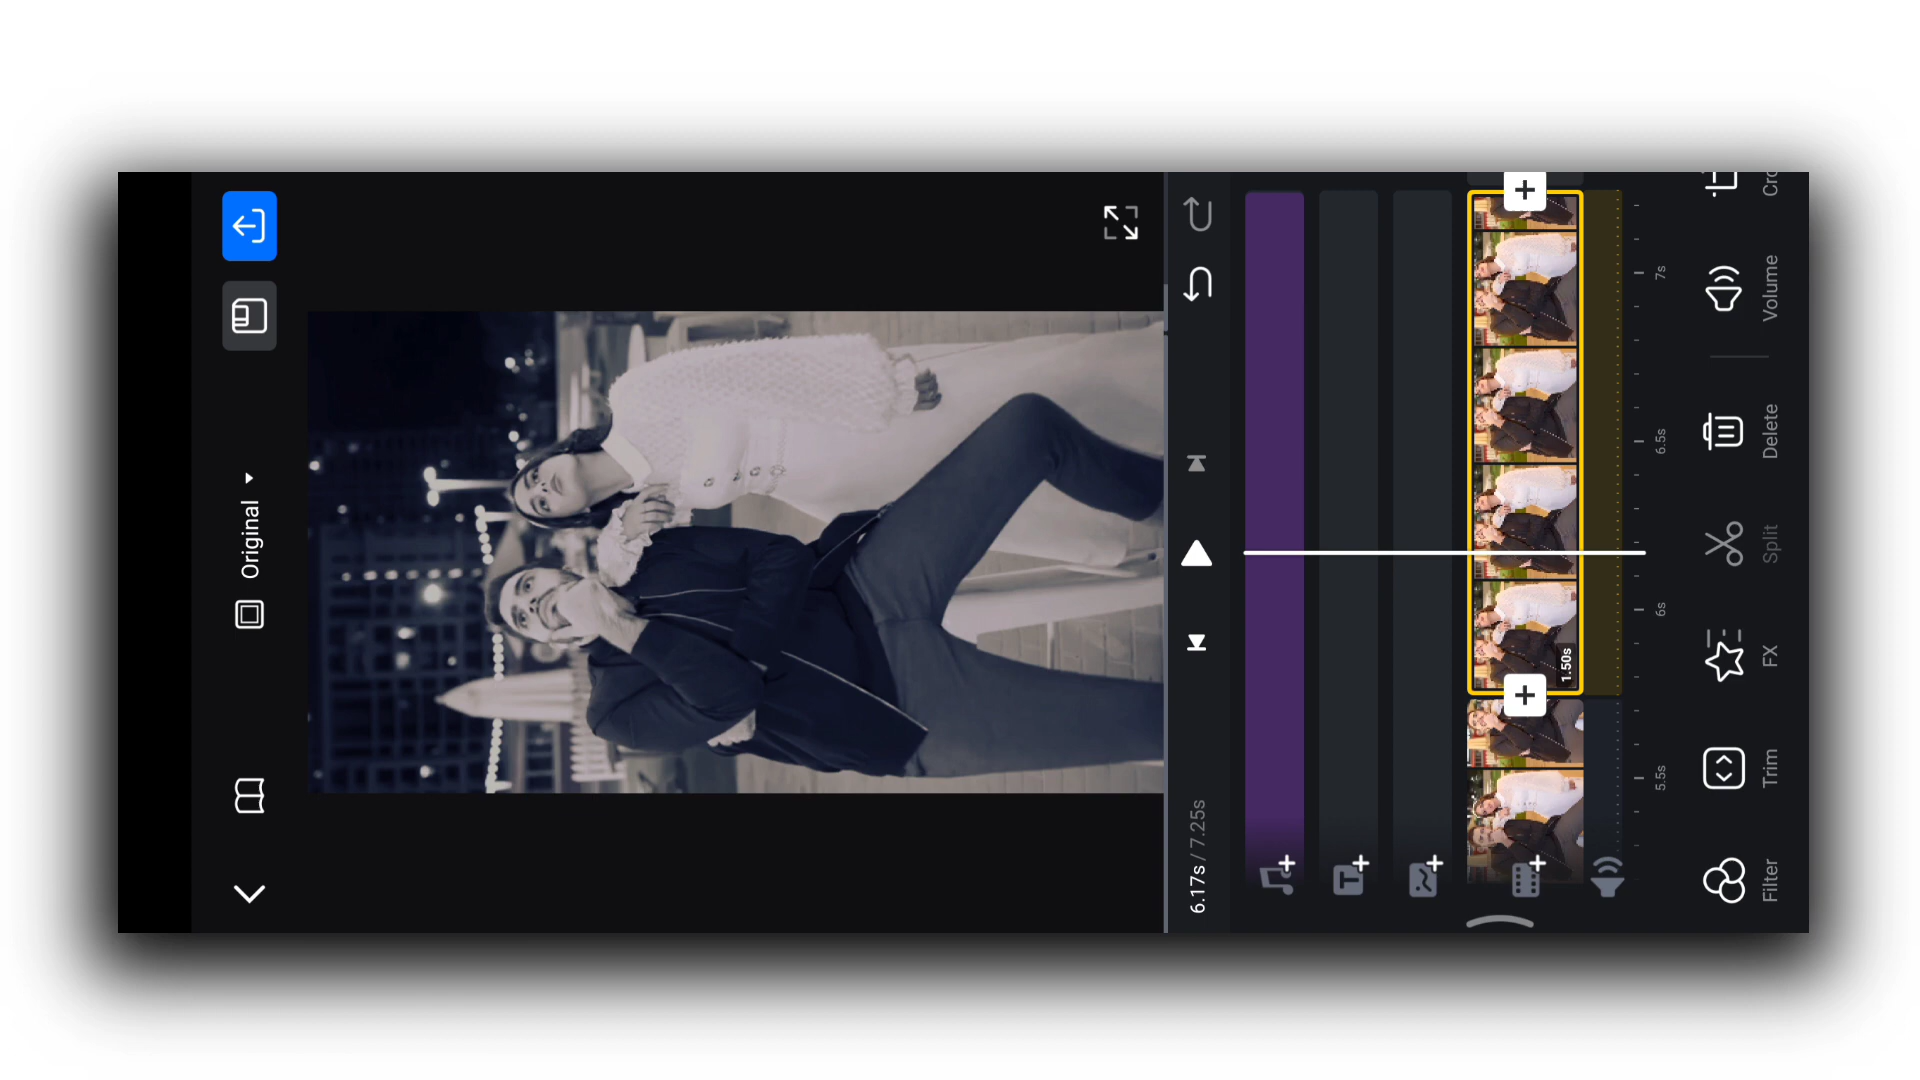 Original
6.17s / 7.25s
1.50s
5.5s
6s
6.5s
7s
Filter
Trim
FX
Split
Delete
Volume
Cro